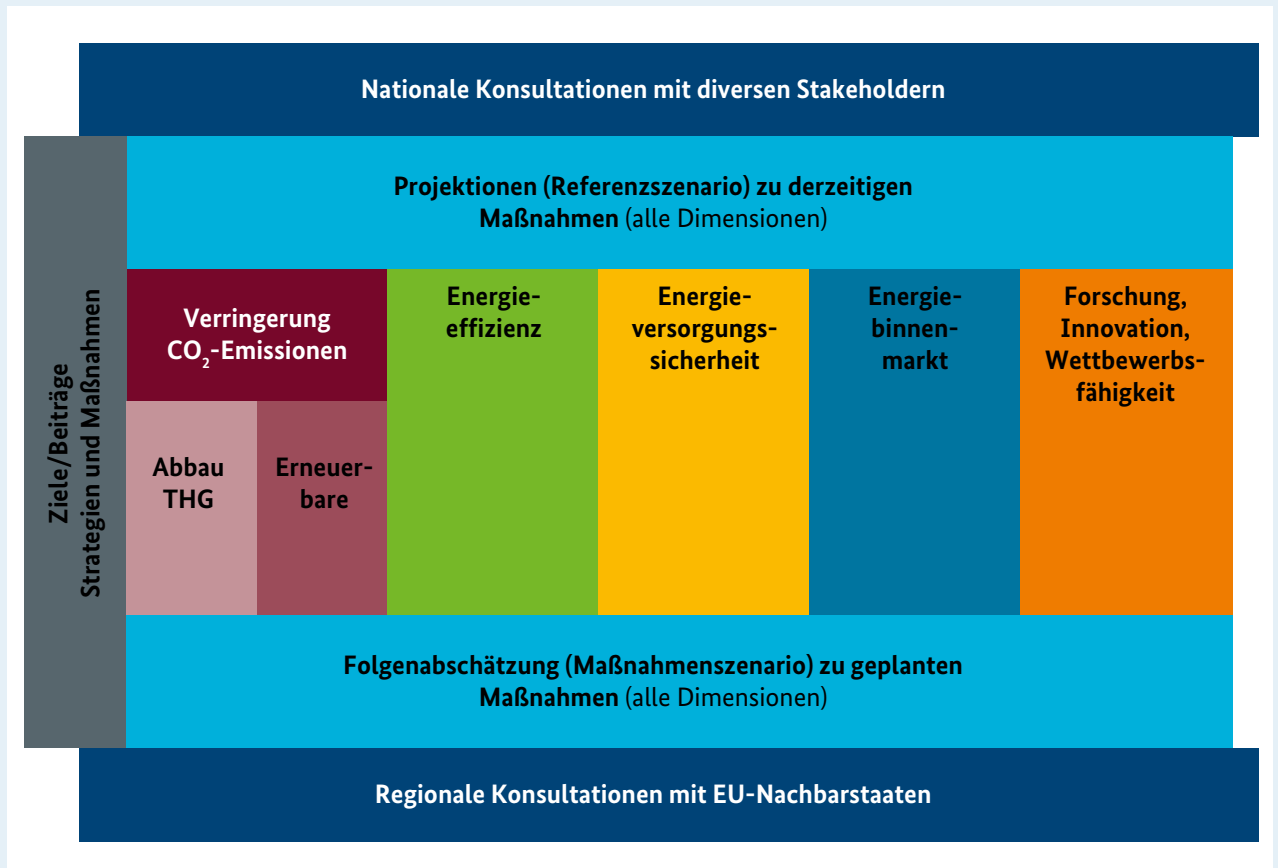 Nationale Konsultationen mit diversen Stakeholdern
Ziele/Beiträge
Strategien und Maßnahmen
Projektionen (Referenzszenario) zu derzeitigen
Maßnahmen (alle Dimensionen)
Verringerung
CO₂-Emissionen
Abbau
THG
Erneuer-
bare
Energie-
effizienz
Energie-
versorgungs-
sicherheit
Energie-
binnen-
markt
Forschung,
Innovation,
Wettbewerbs-
fähigkeit
Folgenabschätzung (Maßnahmenszenario) zu geplanten
Maßnahmen (alle Dimensionen)
Regionale Konsultationen mit EU-Nachbarstaaten